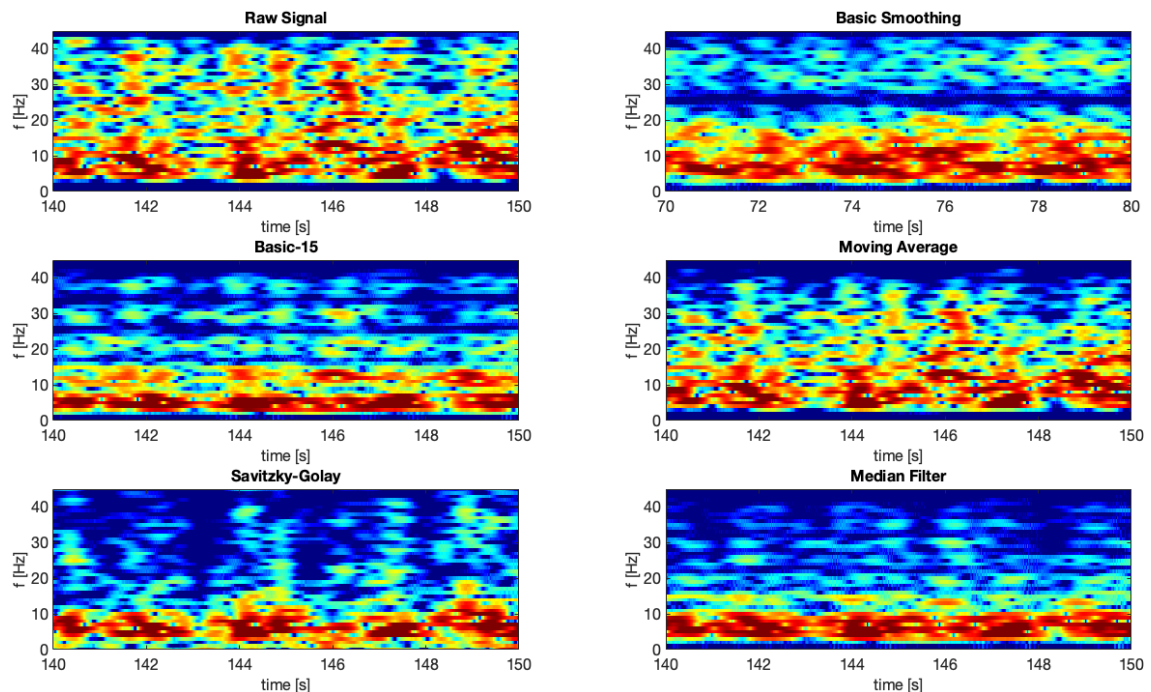 Raw Signal
f [Hz]
40
30
20
10
0
140 142 144 146 148 150
time [s]
Basic Smoothing
f [Hz]
40
30
20
10
0
70 72 74 76 78 80
time [s]
Basic-15
f [Hz]
40
30
20
10
0
140 142 144 146 148 150
time [s]
Moving Average
f [Hz]
40
30
20
10
0
140 142 144 146 148 150
time [s]
Savitzky-Golay
f [Hz]
40
30
20
10
0
140 142 144 146 148 150
time [s]
Median Filter
f [Hz]
40
30
20
10
0
140 142 144 146 148 150
time [s]